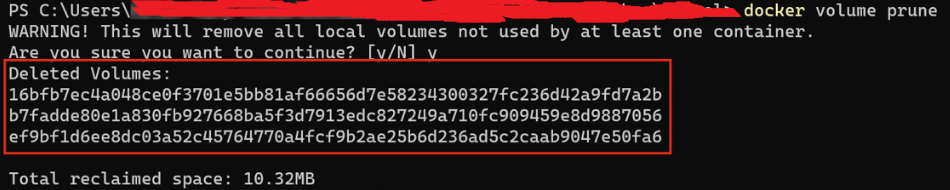 PS C:\Users\ docker volume prune
WARNING! This will remove all local volumes not used by at least one container.
Are you sure you want to continue? [y/N] y
Deleted Volumes:
16bfb7ec4a048ce0f3701e5bb81af66656d7e58234300327fc236d42a9fd7a2b
b7fadde80e1a830fb927668ba5f3d7913edc827249a710fc909459e8d9887056
ef9bf1d6ee8dc03a52c45764770a4fcf9b2ae25b6d236ad5c2caab9047e50fa6
Total reclaimed space: 10.32MB